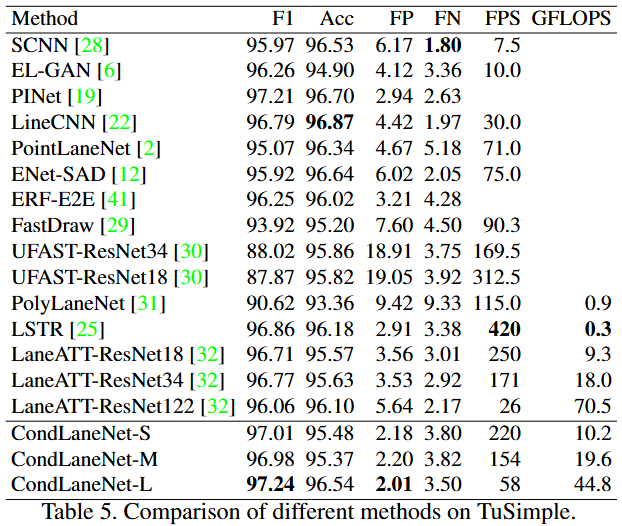 Method F1 Acc FP FN FPS GFLOPS
SCNN [28] 95.97 96.53 6.17 1.80 7.5
EL-GAN [6] 96.26 94.90 4.12 3.36 10.0
PINet [19] 97.21 96.70 2.94 2.63
LineCNN [22] 96.79 96.87 4.42 1.97 30.0
PointLaneNet [2] 95.07 96.34 4.67 5.18 71.0
ENet-SAD [12] 95.92 96.64 6.02 2.05 75.0
ERF-E2E [41] 96.25 96.02 3.21 4.28
FastDraw [29] 93.92 95.20 7.60 4.50 90.3
UFAST-ResNet34 [30] 88.02 95.86 18.91 3.75 169.5
UFAST-ResNet18 [30] 87.87 95.82 19.05 3.92 312.5
PolyLaneNet [31] 90.62 93.36 9.42 9.33 115.0 0.9
LSTR [25] 96.86 96.18 2.91 3.38 420 0.3
LaneATT-ResNet18 [32] 96.71 95.57 3.56 3.01 250 9.3
LaneATT-ResNet34 [32] 96.77 95.63 3.53 2.92 171 18.0
LaneATT-ResNet122 [32] 96.06 96.10 5.64 2.17 26 70.5
CondLaneNet-S 97.01 95.48 2.18 3.80 220 10.2
CondLaneNet-M 96.98 95.37 2.20 3.82 154 19.6
CondLaneNet-L 97.24 96.54 2.01 3.50 58 44.8
Table 5. Comparison of different methods on TuSimple.